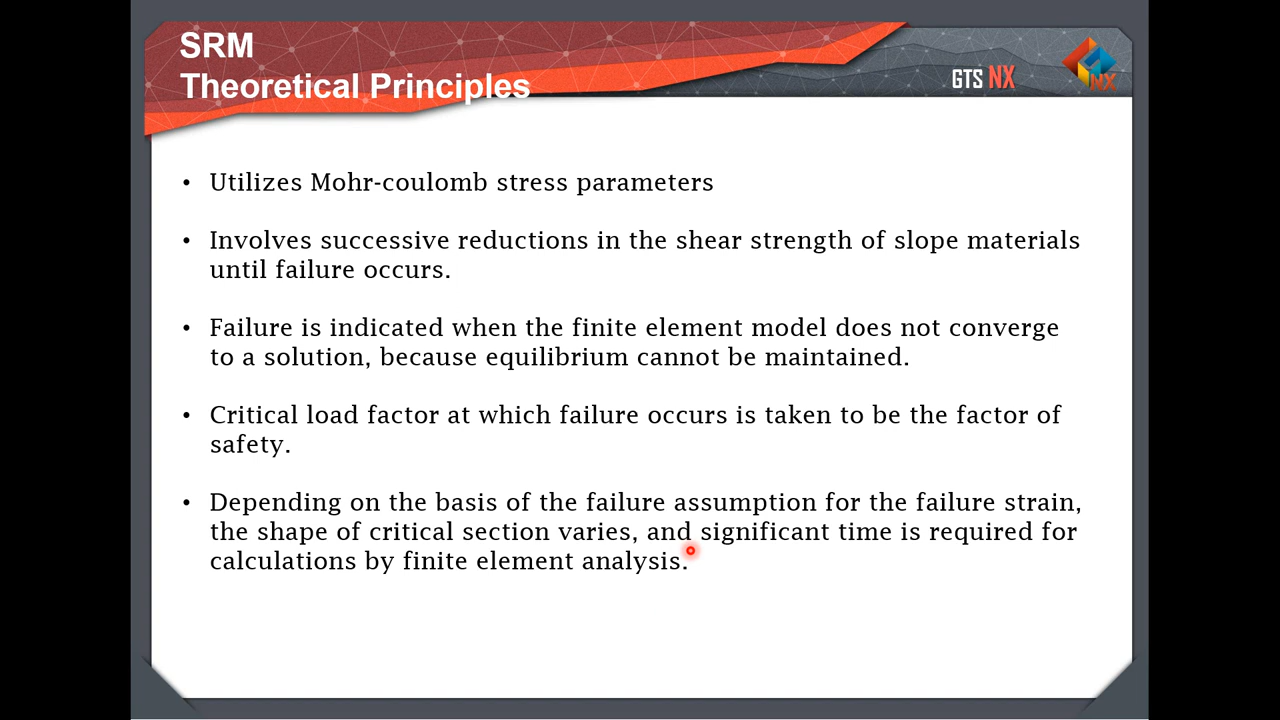 SRM
Theoretical Principles
GTS NX
NX
• Utilizes Mohr-coulomb stress parameters
• Involves successive reductions in the shear strength of slope materials
until failure occurs.
• Failure is indicated when the finite element model does not converge
to a solution, because equilibrium cannot be maintained.
• Critical load factor at which failure occurs is taken to be the factor of
safety.
• Depending on the basis of the failure assumption for the failure strain,
the shape of critical section varies, and significant time is required for
calculations by finite element analysis.